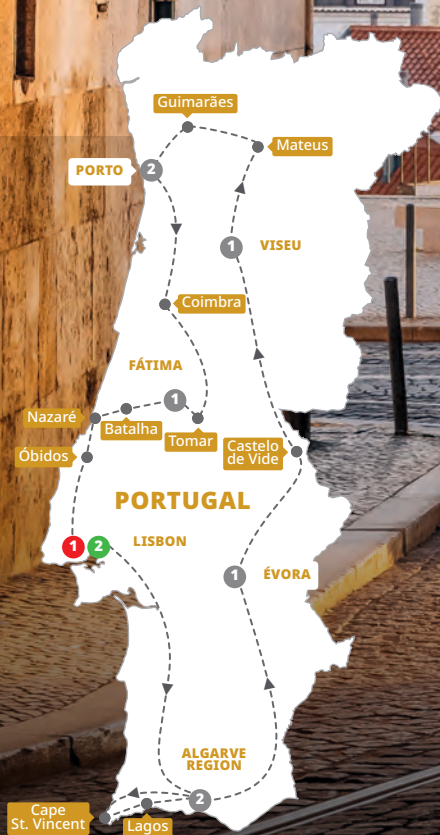 Guimarães
Mateus
PORTO
2
1
VISEU
Coimbra
FÁTIMA
1
Nazaré
Batalha
Tomar
Óbidos
Castelo
de Vide
PORTUGAL
LISBON
1
2
1
ÉVORA
ALGARVE
REGION
2
Cape
St. Vincent
Lagos